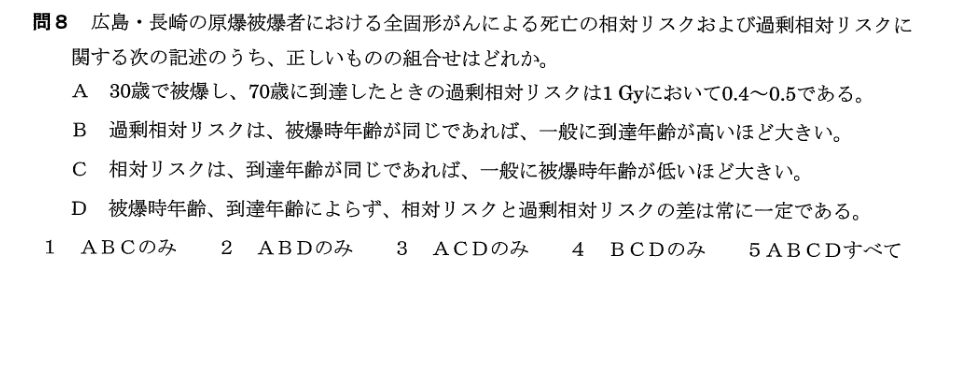 問8 広島・長崎の原爆被爆者における全固形がんによる死亡の相対リスクおよび過剰相対リスクに
関する次の記述のうち、正しいものの組合せはどれか。
A 30歳で被爆し、70歳に到達したときの過剰相対リスクは1 Gyにおいて0.4～0.5である。
B 過剰相対リスクは、被爆時年齢が同じであれば、一般に到達年齢が高いほど大きい。
C 相対リスクは、到達年齢が同じであれば、一般に被爆時年齢が低いほど大きい。
D 被爆時年齢、到達年齢によらず、相対リスクと過剰相対リスクの差は常に一定である。
1 ABCのみ 2 ABDのみ 3 ACDのみ 4 BCDのみ 5 ABCDすべて